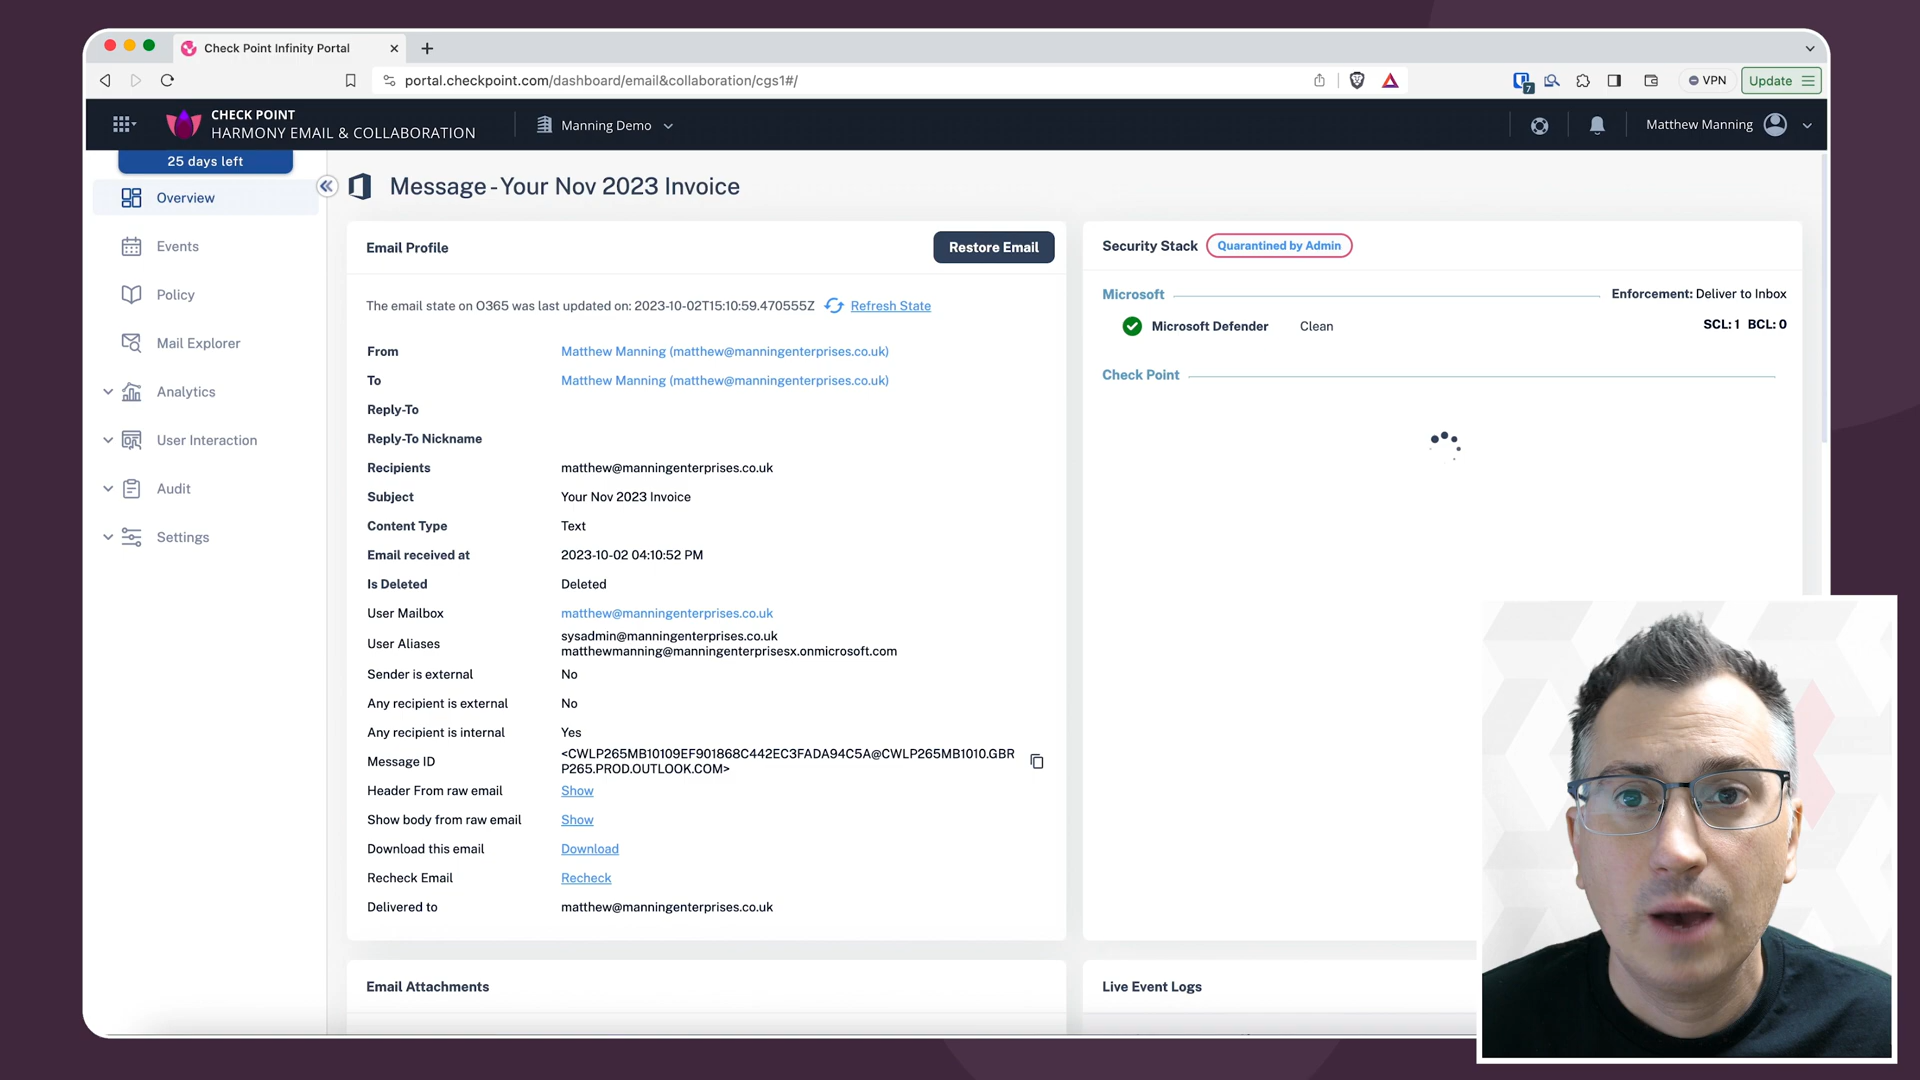 Check Point Infinity Portal
portal.checkpoint.com/dashboard/email&collaboration/cgs1#/
7
VPN
Update
CHECK POINT
HARMONY EMAIL & COLLABORATION
Manning Demo
Matthew Manning
25 days left
Overview
Events
Policy
Mail Explorer
Analytics
User Interaction
Audit
Settings
Message - Your Nov 2023 Invoice
Email Profile
Restore Email
The email state on O365 was last updated on: 2023-10-02T15:10:59.470555Z Refresh State
From Matthew Manning (matthew@manningenterprises.co.uk)
To Matthew Manning (matthew@manningenterprises.co.uk)
Reply-To
Reply-To Nickname
Recipients matthew@manningenterprises.co.uk
Subject Your Nov 2023 Invoice
Content Type Text
Email received at 2023-10-02 04:10:52 PM
Is Deleted Deleted
User Mailbox matthew@manningenterprises.co.uk
User Aliases sysadmin@manningenterprises.co.uk
matthewmanning@manningenterprisesx.onmicrosoft.com
Sender is external No
Any recipient is external No
Any recipient is internal Yes
Message ID <CWLP265MB10109EF901868C442EC3FADA94C5A@CWLP265MB1010.GBR
P265.PROD.OUTLOOK.COM>
Header From raw email Show
Show body from raw email Show
Download this email Download
Recheck Email Recheck
Delivered to matthew@manningenterprises.co.uk
Email Attachments
Security Stack Quarantined by Admin
Microsoft Enforcement: Deliver to Inbox
Microsoft Defender Clean SCL: 1 BCL: 0
Check Point
Live Event Logs